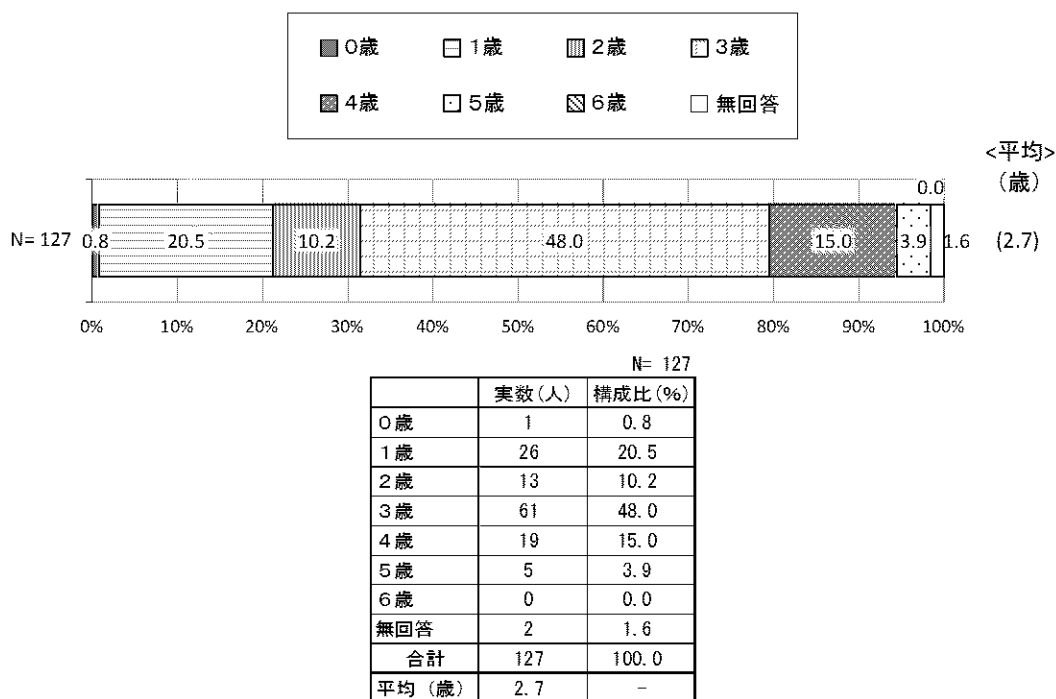 0歳 1歳 2歳 3歳
4歳 5歳 6歳 無回答
<平均>
(歳)
0.0
N= 127 0.8 20.5 10.2 48.0 15.0 3.9 1.6 (2.7)
0% 10% 20% 30% 40% 50% 60% 70% 80% 90% 100%
N= 127
実数(人) 構成比(%)
0歳 1 0.8
1歳 26 20.5
2歳 13 10.2
3歳 61 48.0
4歳 19 15.0
5歳 5 3.9
6歳 0 0.0
無回答 2 1.6
合計 127 100.0
平均 (歳) 2.7 -